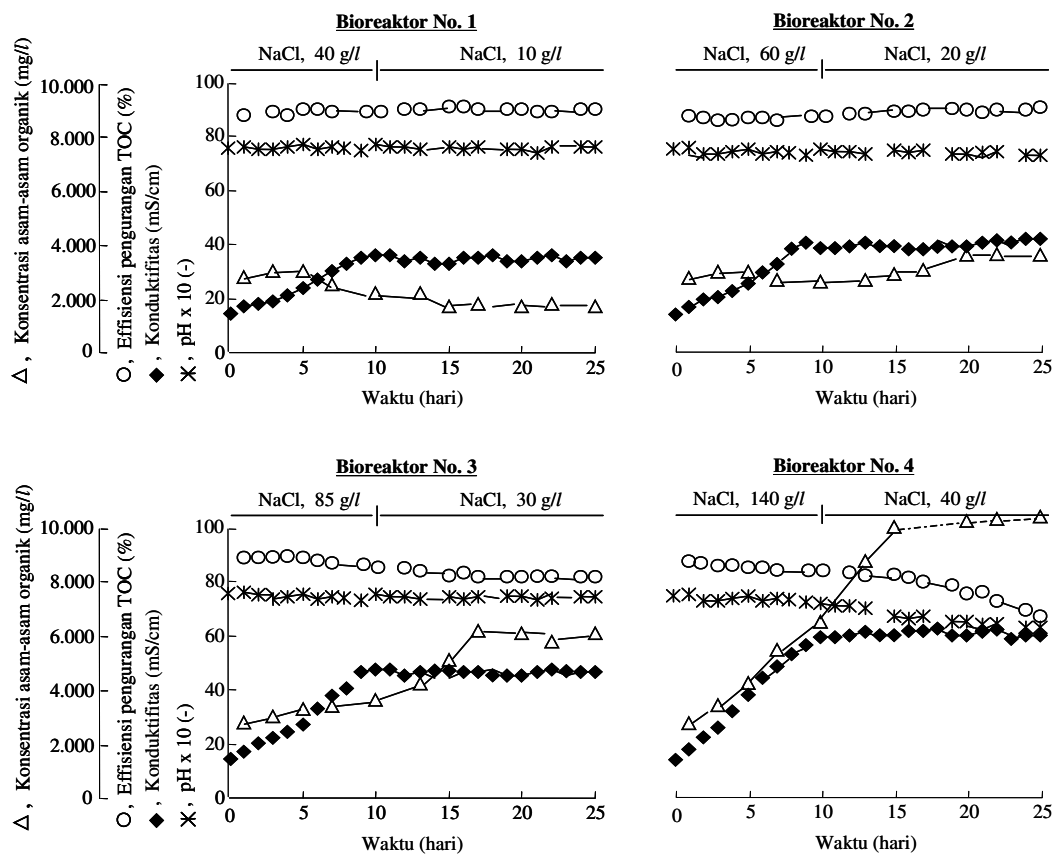 Bioreaktor No. 1
NaCl, 40 g/l
NaCl, 10 g/l
Bioreaktor No. 2
NaCl, 60 g/l
NaCl, 20 g/l
△ , Konsentrasi asam-asam organik (mg/l)
10.000
8.000
6.000
4.000
2.000
0
○ , Effisiensi pengurangan TOC (%)
◆ , Konduktifitas (mS/cm)
✳ , pH x 10 (-)
100
80
60
40
20
0
0 5 10 15 20 25
Waktu (hari)
0 5 10 15 20 25
Waktu (hari)
Bioreaktor No. 3
NaCl, 85 g/l
NaCl, 30 g/l
Bioreaktor No. 4
NaCl, 140 g/l
NaCl, 40 g/l
△ , Konsentrasi asam-asam organik (mg/l)
10.000
8.000
6.000
4.000
2.000
0
○ , Effisiensi pengurangan TOC (%)
◆ , Konduktifitas (mS/cm)
✳ , pH x 10 (-)
100
80
60
40
20
0
0 5 10 15 20 25
Waktu (hari)
0 5 10 15 20 25
Waktu (hari)